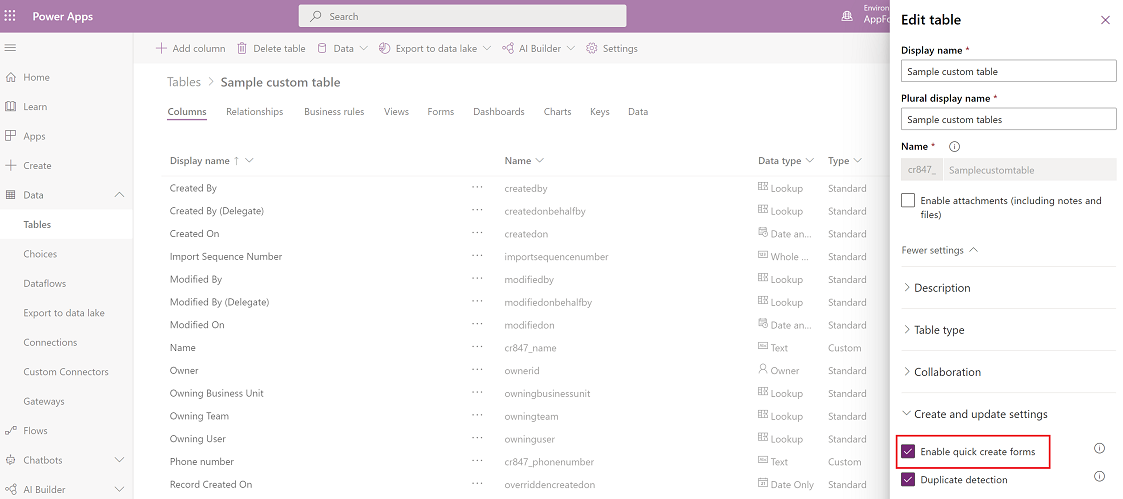 Power Apps
Search
Environ
AppFo
Add column
Delete table
Data
Export to data lake
AI Builder
Settings
Home
Learn
Apps
Create
Data
Tables
Choices
Dataflows
Export to data lake
Connections
Custom Connectors
Gateways
Flows
Chatbots
AI Builder
Tables > Sample custom table
Columns Relationships Business rules Views Forms Dashboards Charts Keys Data
Display name ↑ Name Data type Type
Created By ··· createdby Lookup Standard
Created By (Delegate) ··· createdonbehalfby Lookup Standard
Created On ··· createdon Date an... Standard
Import Sequence Number ··· importsequencenumber Whole ... Standard
Modified By ··· modifiedby Lookup Standard
Modified By (Delegate) ··· modifiedonbehalfby Lookup Standard
Modified On ··· modifiedon Date an... Standard
Name ··· cr847_name Text Custom
Owner ··· ownerid Owner Standard
Owning Business Unit ··· owningbusinessunit Lookup Standard
Owning Team ··· owningteam Lookup Standard
Owning User ··· owninguser Lookup Standard
Phone number ··· cr847_phonenumber Text Custom
Record Created On ··· overriddencreatedon Date Only Standard
Edit table
Display name *
Sample custom table
Plural display name *
Sample custom tables
Name *
cr847_ Samplecustomtable
Enable attachments (including notes and
files)
Fewer settings
Description
Table type
Collaboration
Create and update settings
Enable quick create forms
Duplicate detection